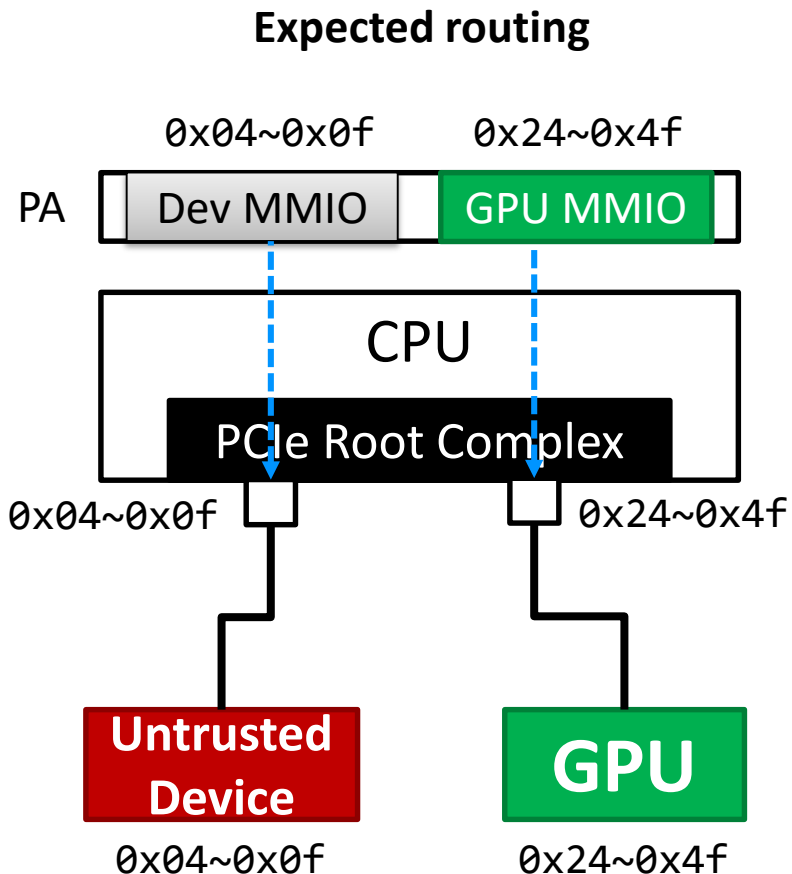 Expected routing
0x04~0x0f
0x24~0x4f
PA
Dev MMIO
GPU MMIO
CPU
PCIe Root Complex
0x04~0x0f
0x24~0x4f
Untrusted
Device
GPU
0x04~0x0f
0x24~0x4f